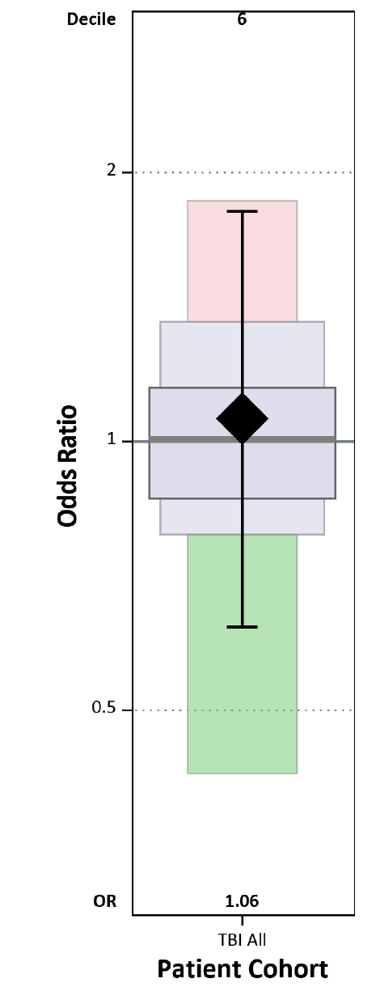 Decile 6
2
1
0.5
Odds Ratio
OR 1.06
TBI All
Patient Cohort